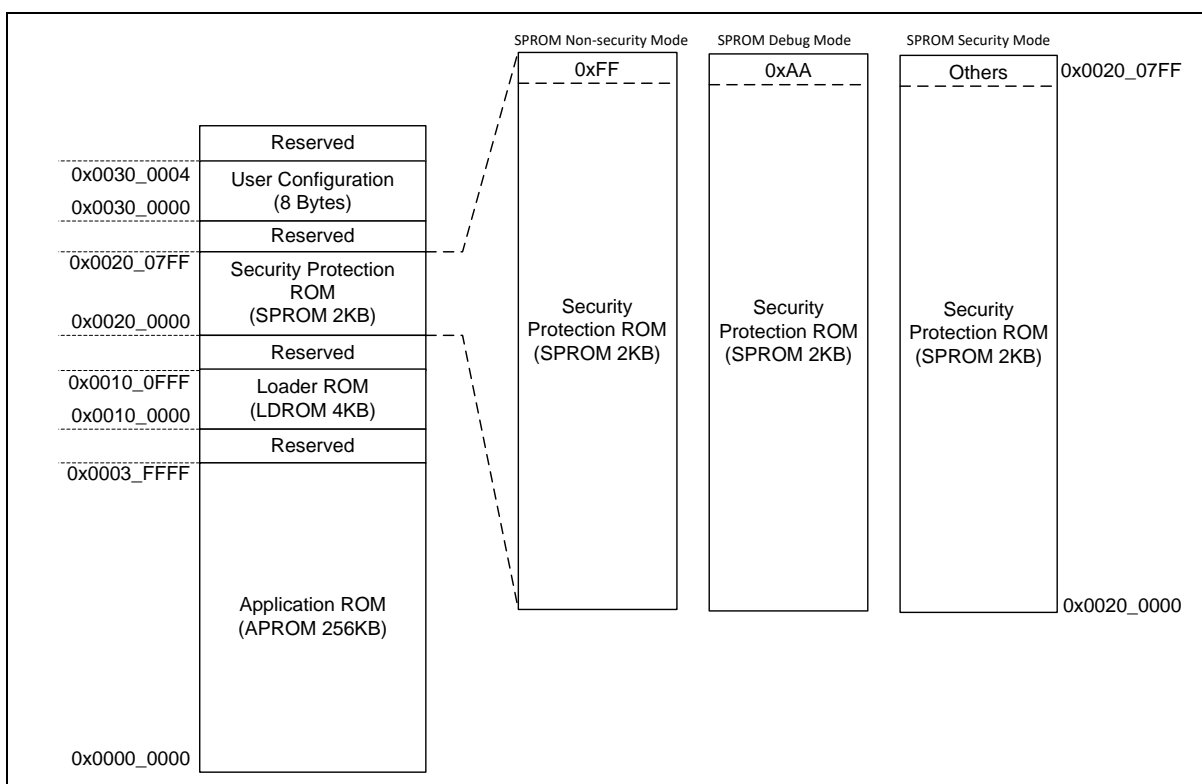 SPROM Non-security Mode
SPROM Debug Mode
SPROM Security Mode
0xFF
0xAA
Others
0x0020_07FF
Reserved
0x0030_0004
User Configuration
(8 Bytes)
0x0030_0000
Reserved
0x0020_07FF
Security Protection
ROM
(SPROM 2KB)
0x0020_0000
Reserved
0x0010_0FFF
Loader ROM
(LDROM 4KB)
0x0010_0000
Reserved
0x0003_FFFF
Application ROM
(APROM 256KB)
0x0000_0000
Security
Protection ROM
(SPROM 2KB)
Security
Protection ROM
(SPROM 2KB)
Security
Protection ROM
(SPROM 2KB)
0x0020_0000